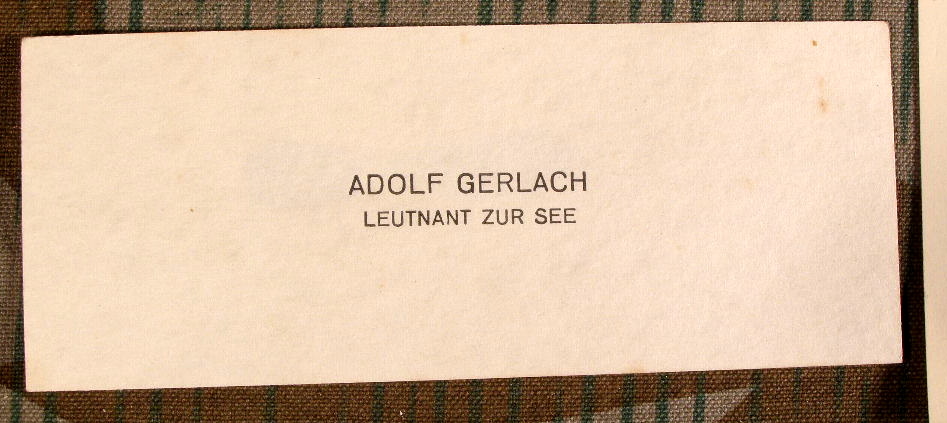 ADOLF GERLACH
LEUTNANT ZUR SEE